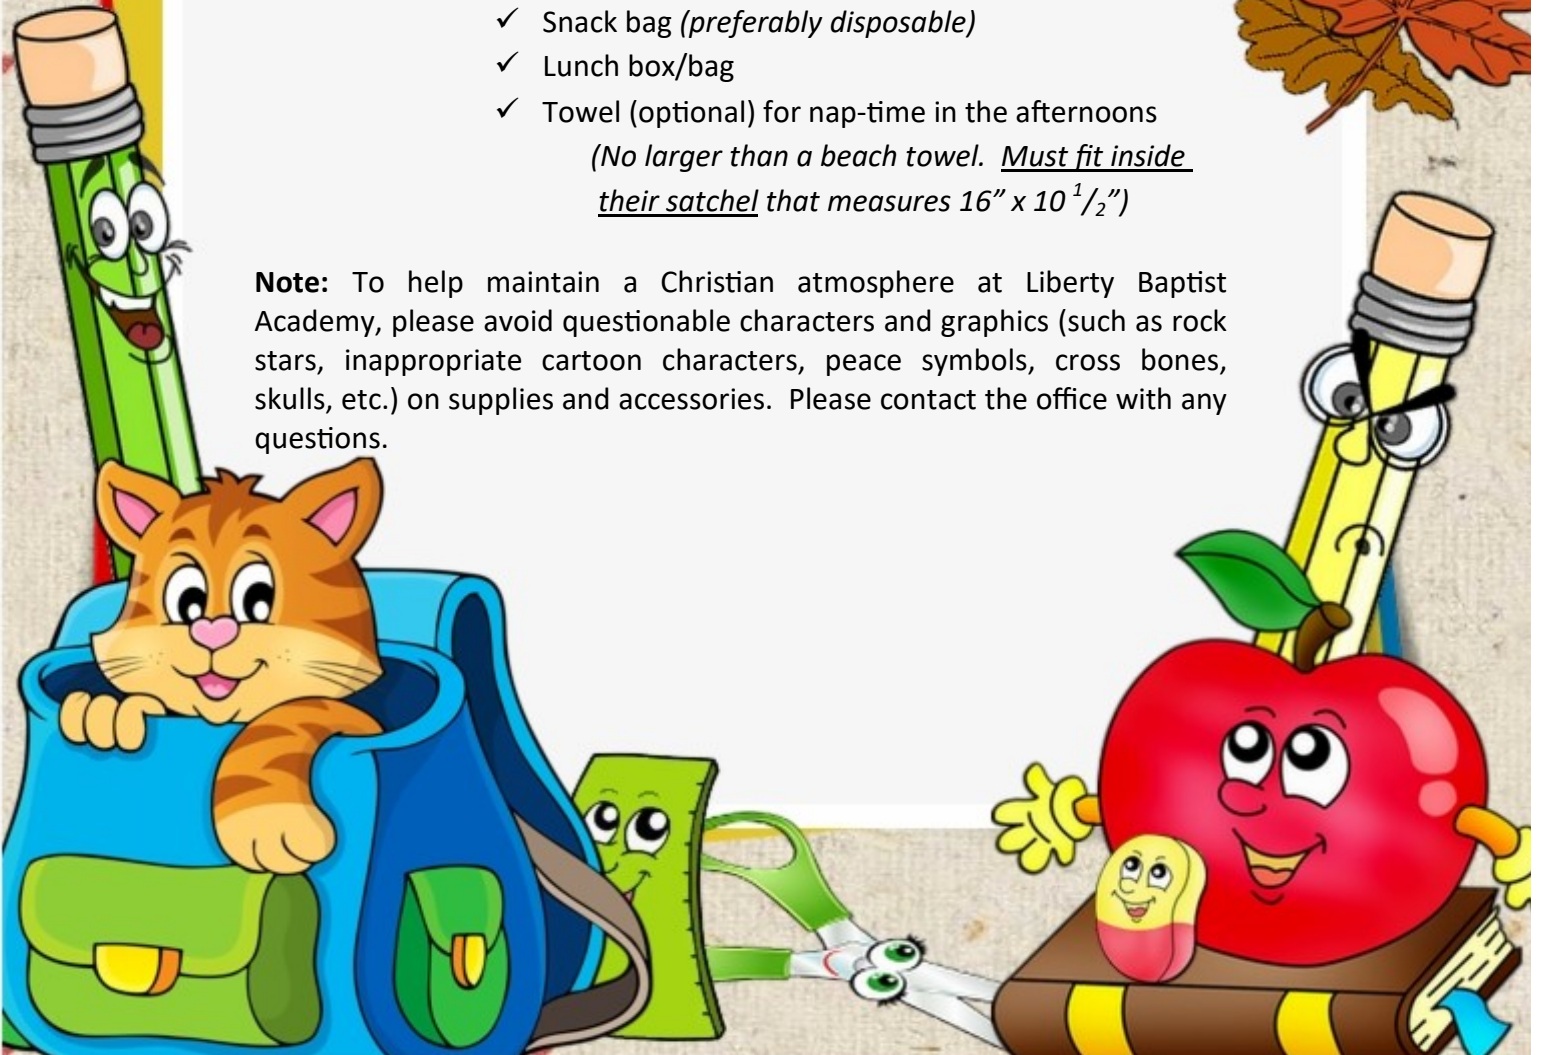 ✓ Snack bag (preferably disposable)
✓ Lunch box/bag
✓ Towel (optional) for nap-time in the afternoons
(No larger than a beach towel.  Must fit inside
their satchel that measures 16” x 10 1/2”)
Note: To help maintain a Christian atmosphere at Liberty Baptist
Academy, please avoid questionable characters and graphics (such as rock
stars, inappropriate cartoon characters, peace symbols, cross bones,
skulls, etc.) on supplies and accessories.  Please contact the office with any
questions.